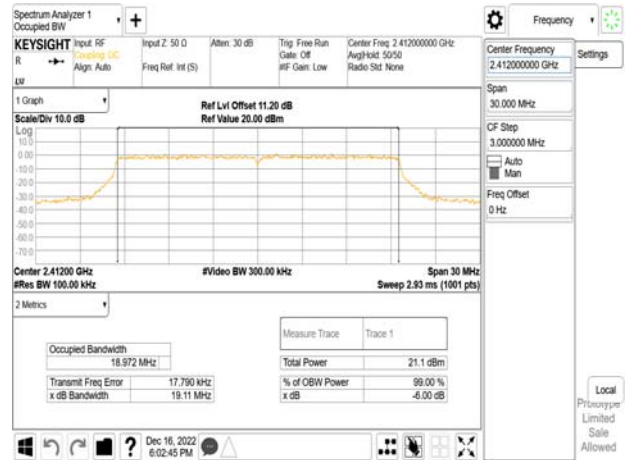 Spectrum Analyzer 1
Occupied BW
+
Frequency
KEYSIGHT
R
LU
Input: RF
Coupling: DC
Align: Auto
Input Z: 50 Ω
Freq Ref: Int (S)
Atten: 30 dB
Trig: Free Run
Gate: Off
#IF Gain: Low
Center Freq: 2.412000000 GHz
Avg|Hold: 50/50
Radio Std: None
Center Frequency
2.412000000 GHz
Settings
Span
30.000 MHz
CF Step
3.000000 MHz
Auto
Man
Freq Offset
0 Hz
1 Graph
Scale/Div 10.0 dB
Ref Lvl Offset 11.20 dB
Ref Value 20.00 dBm
Log
10.0
0.00
-10.0
-20.0
-30.0
-40.0
-50.0
-60.0
-70.0
Center 2.41200 GHz
#Res BW 100.00 kHz
#Video BW 300.00 kHz
Span 30 MHz
Sweep 2.93 ms (1001 pts)
2 Metrics
Measure Trace
Trace 1
Occupied Bandwidth
18.972 MHz
Total Power
21.1 dBm
Transmit Freq Error
17.790 kHz
% of OBW Power
99.00 %
x dB Bandwidth
19.11 MHz
x dB
-6.00 dB
Local
Prototype
Limited
Sale
Allowed
?
Dec 16, 2022
6:02:45 PM